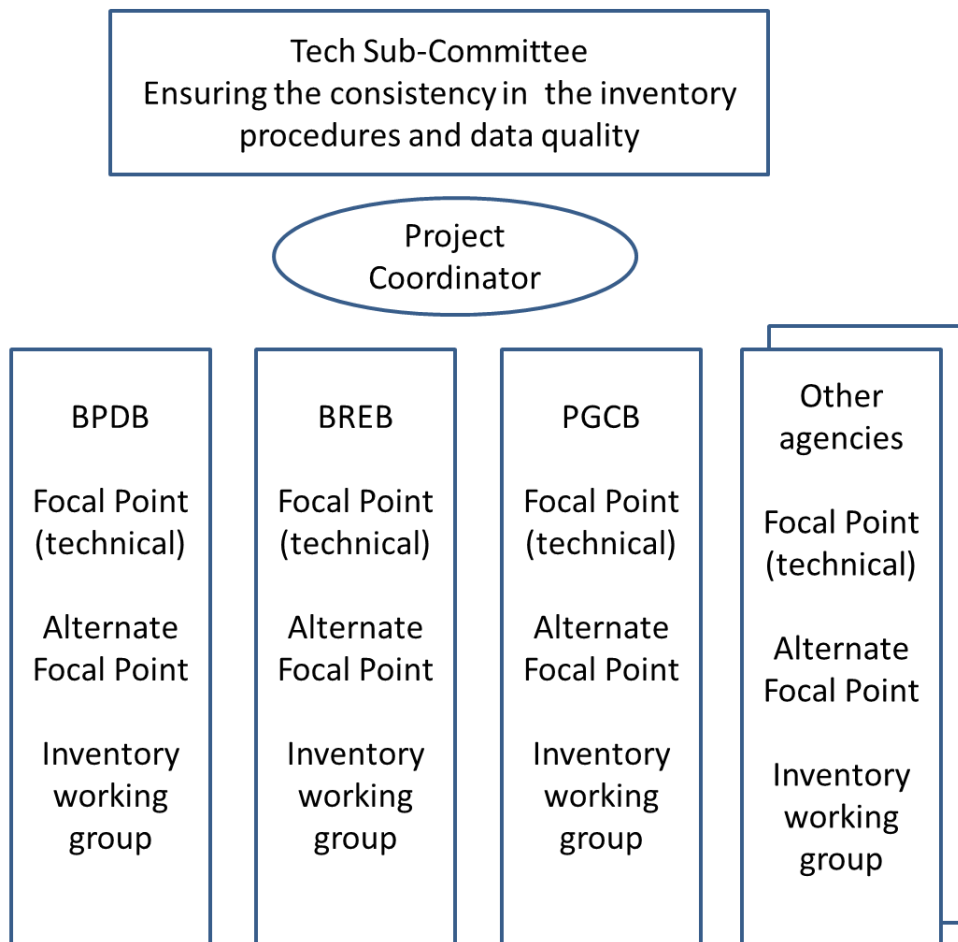 Tech Sub-Committee
Ensuring the consistency in the inventory
procedures and data quality
Project
Coordinator
BPDB
Focal Point
(technical)
Alternate
Focal Point
Inventory
working
group
BREB
Focal Point
(technical)
Alternate
Focal Point
Inventory
working
group
PGCB
Focal Point
(technical)
Alternate
Focal Point
Inventory
working
group
Other
agencies
Focal Point
(technical)
Alternate
Focal Point
Inventory
working
group